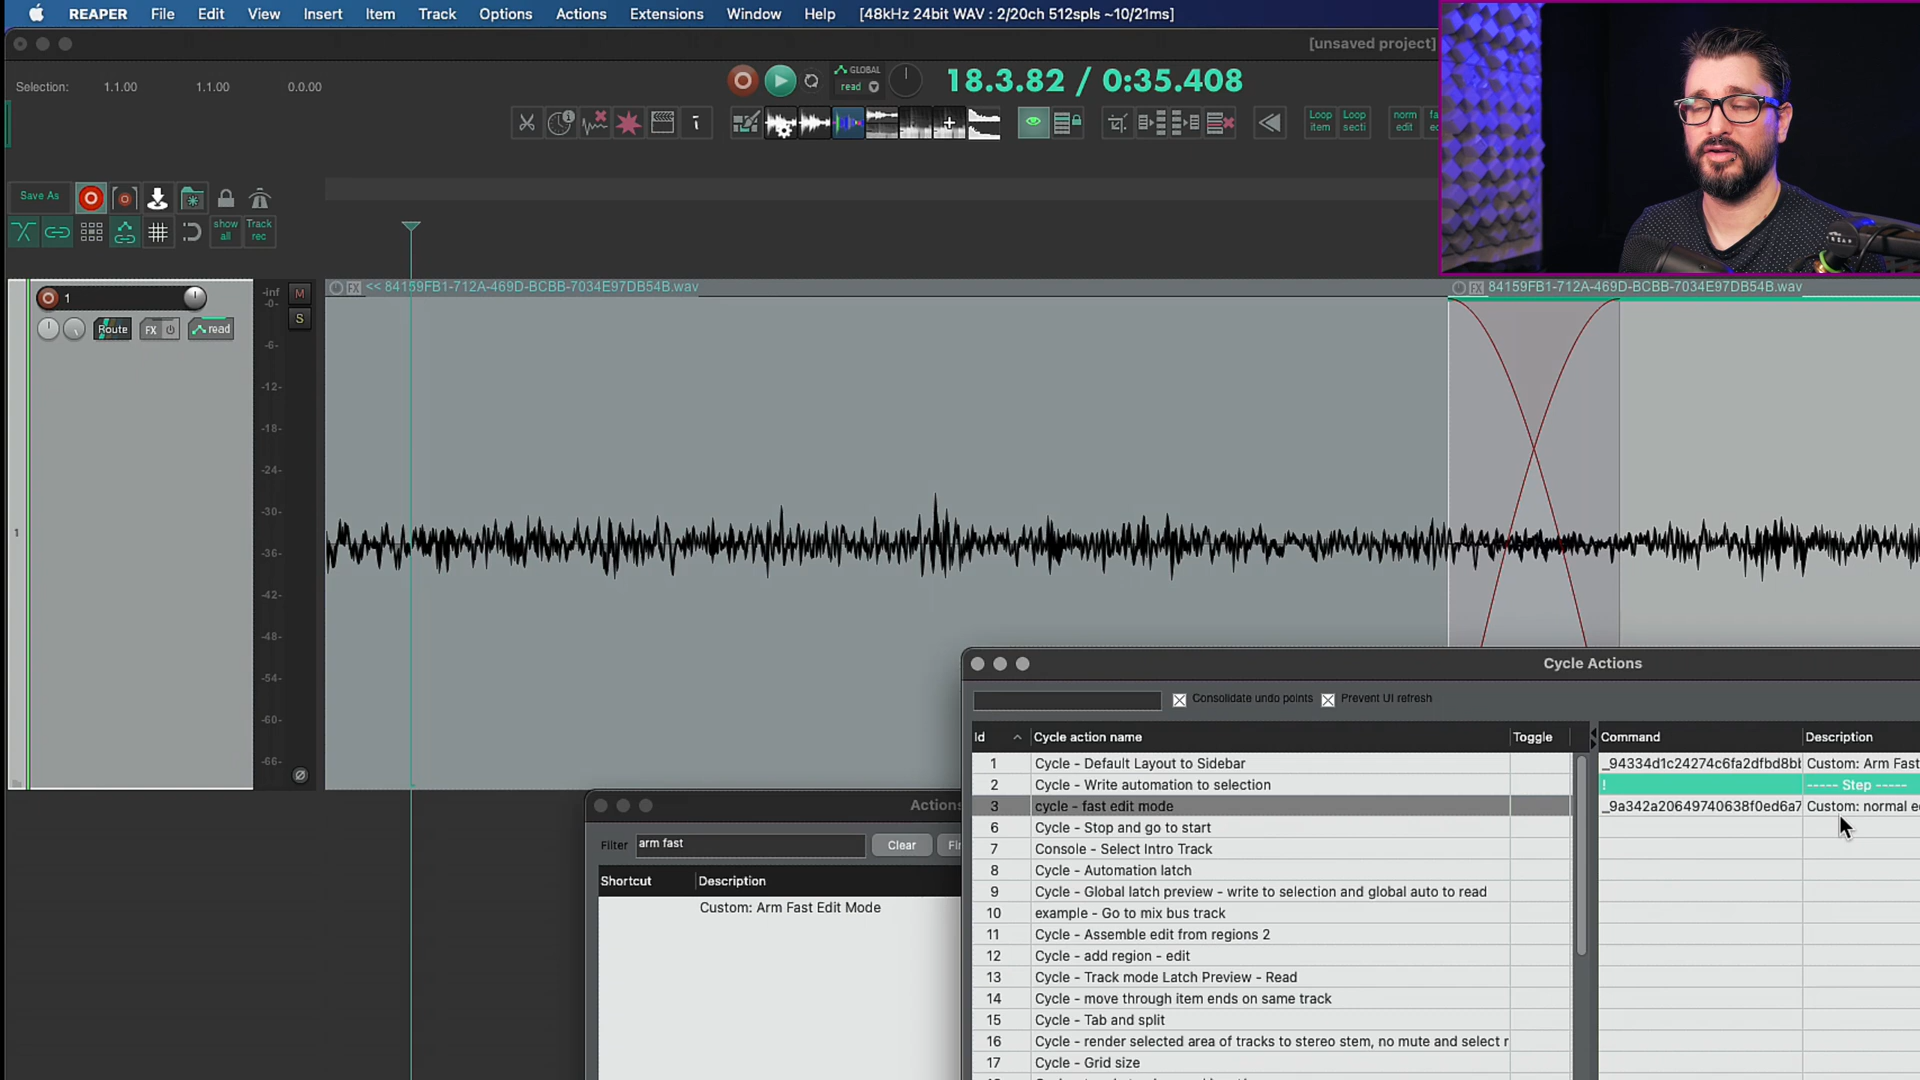 REAPER File Edit View Insert Item Track Options Actions Extensions Window Help [48kHz 24bit WAV : 2/20ch 512spls ~10/21ms]
[unsaved project]
Selection: 1.1.00 1.1.00 0.0.00
GLOBAL
read
18.3.82 / 0:35.408
Loop item
Loop secti
norm edit
Save As
show all
Track rec
<< 84159FB1-712A-469D-BCBB-7034E97DB54B.wav
84159FB1-712A-469D-BCBB-7034E97DB54B.wav
FX
FX
1
Route FX read
M
S
-inf
-0-
-6-
-12-
-18-
-24-
-30-
-36-
-42-
-48-
-54-
-60-
-66-
1
Cycle Actions
Consolidate undo points Prevent UI refresh
Id Cycle action name Toggle
1 Cycle - Default Layout to Sidebar
2 Cycle - Write automation to selection
3 cycle - fast edit mode
6 Cycle - Stop and go to start
7 Console - Select Intro Track
8 Cycle - Automation latch
9 Cycle - Global latch preview - write to selection and global auto to read
10 example - Go to mix bus track
11 Cycle - Assemble edit from regions 2
12 Cycle - add region - edit
13 Cycle - Track mode Latch Preview - Read
14 Cycle - move through item ends on same track
15 Cycle - Tab and split
16 Cycle - render selected area of tracks to stereo stem, no mute and select r
17 Cycle - Grid size
Command Description
_94334d1c24274c6fa2dfbd8bb Custom: Arm Fast
! ----- Step -----
_9a342a20649740638f0ed6a7 Custom: normal e
Actions
Filter arm fast Clear Fi
Shortcut Description
Custom: Arm Fast Edit Mode